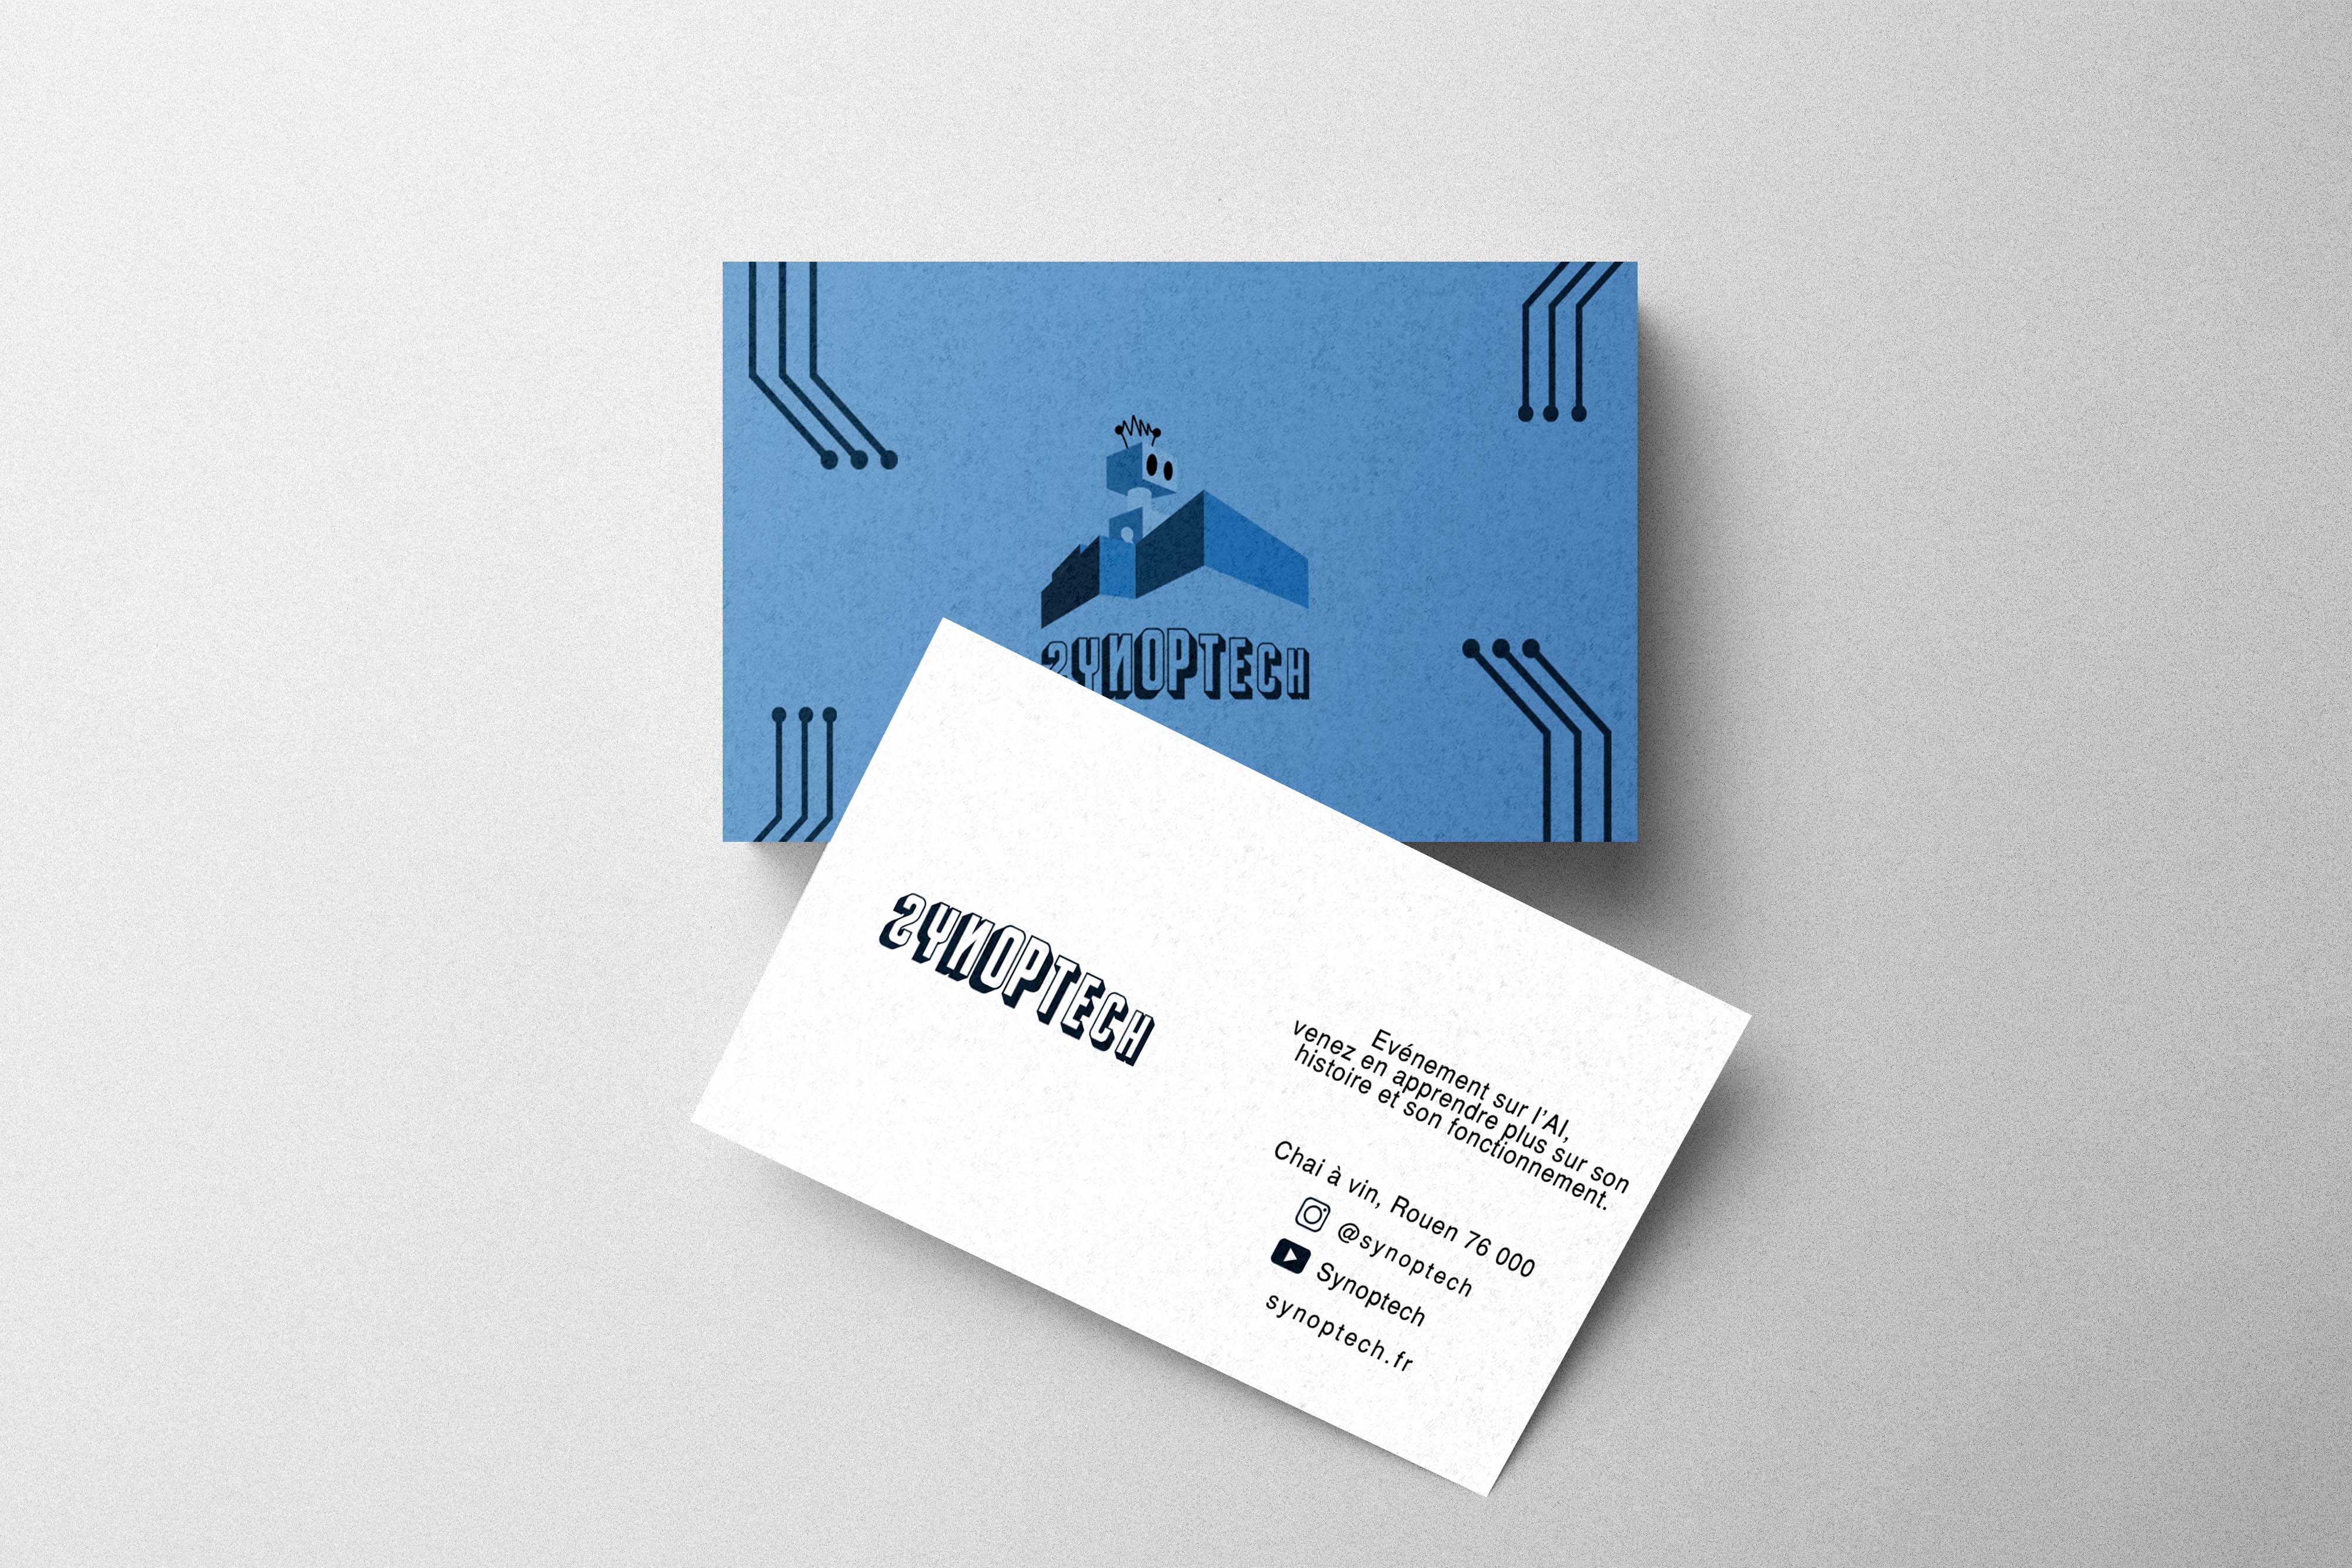 SYNOPTECH
SYNOPTECH
Evénement sur l'AI,
venez en apprendre plus sur son
histoire et son fonctionnement.
Chai à vin, Rouen 76 000
@synoptech
Synoptech
synoptech.fr